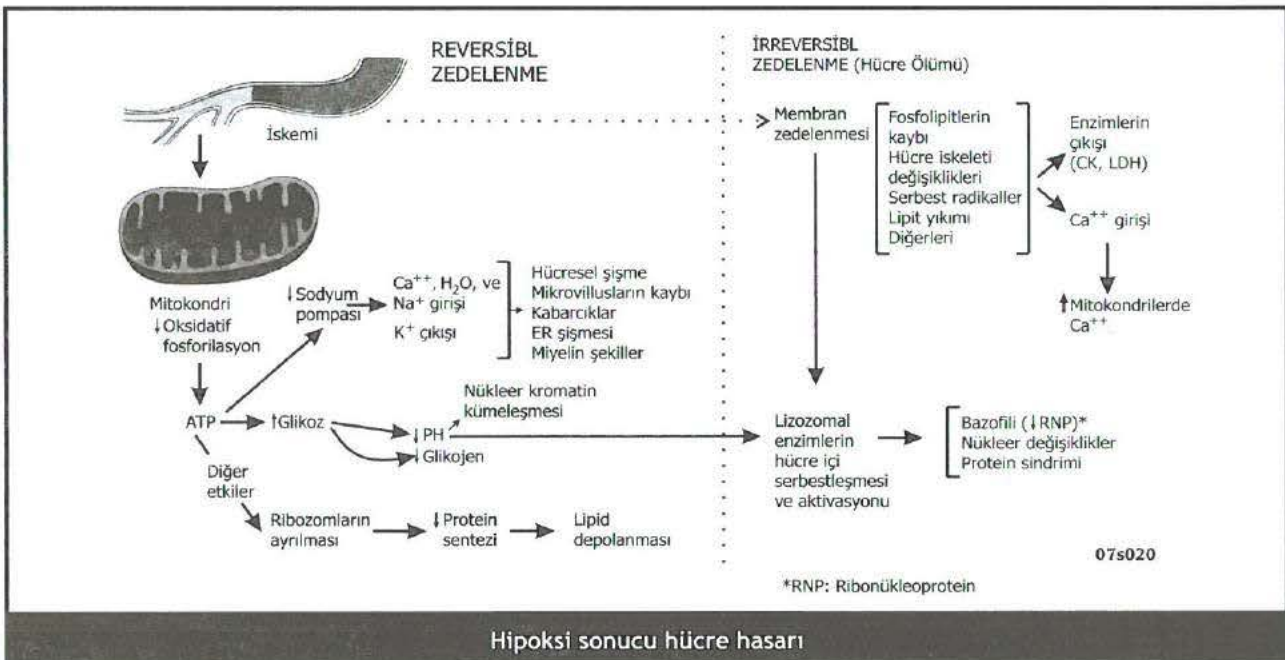 REVERSİBL
ZEDELENME
İskemi
Mitokondri
↓Oksidatif
fosforilasyon
ATP
↓Sodyum
pompası
Ca⁺⁺, H₂O, ve
Na⁺ girişi
K⁺ çıkışı
Hücresel şişme
Mikrovillusların kaybı
Kabarcıklar
ER şişmesi
Miyelin şekiller
↑Glikoz
Nükleer kromatin
kümeleşmesi
↓PH
↓Glikojen
Diğer
etkiler
Ribozomların
ayrılması
↓Protein
sentezi
Lipid
depolanması
İRREVERSİBL
ZEDELENME (Hücre Ölümü)
Membran
zedelenmesi
Fosfolipitlerin
kaybı
Hücre iskeleti
değişiklikleri
Serbest radikaller
Lipit yıkımı
Diğerleri
Enzimlerin
çıkışı
(CK, LDH)
Ca⁺⁺ girişi
↑Mitokondrilerde
Ca⁺⁺
Lizozomal
enzimlerin
hücre içi
serbestleşmesi
ve aktivasyonu
Bazofili (↓RNP)*
Nükleer değişiklikler
Protein sindrimi
07s020
*RNP: Ribonükleoprotein
Hipoksi sonucu hücre hasarı